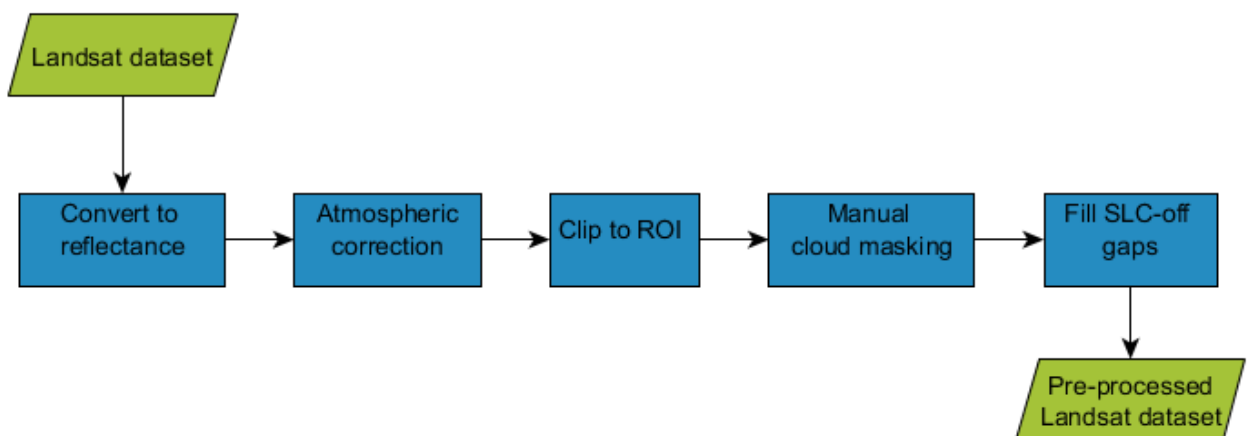 Landsat dataset
Convert to
reflectance
Atmospheric
correction
Clip to ROI
Manual
cloud masking
Fill SLC-off
gaps
Pre-processed
Landsat dataset